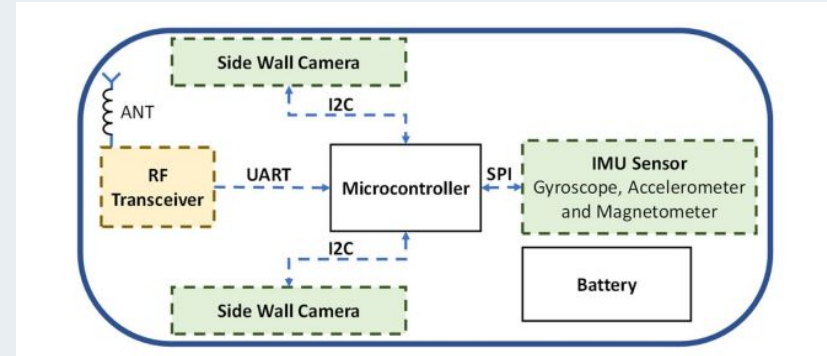 Side Wall Camera
I2C
ANT
RF
Transceiver
UART
Microcontroller
SPI
IMU Sensor
Gyroscope, Accelerometer
and Magnetometer
I2C
Side Wall Camera
Battery